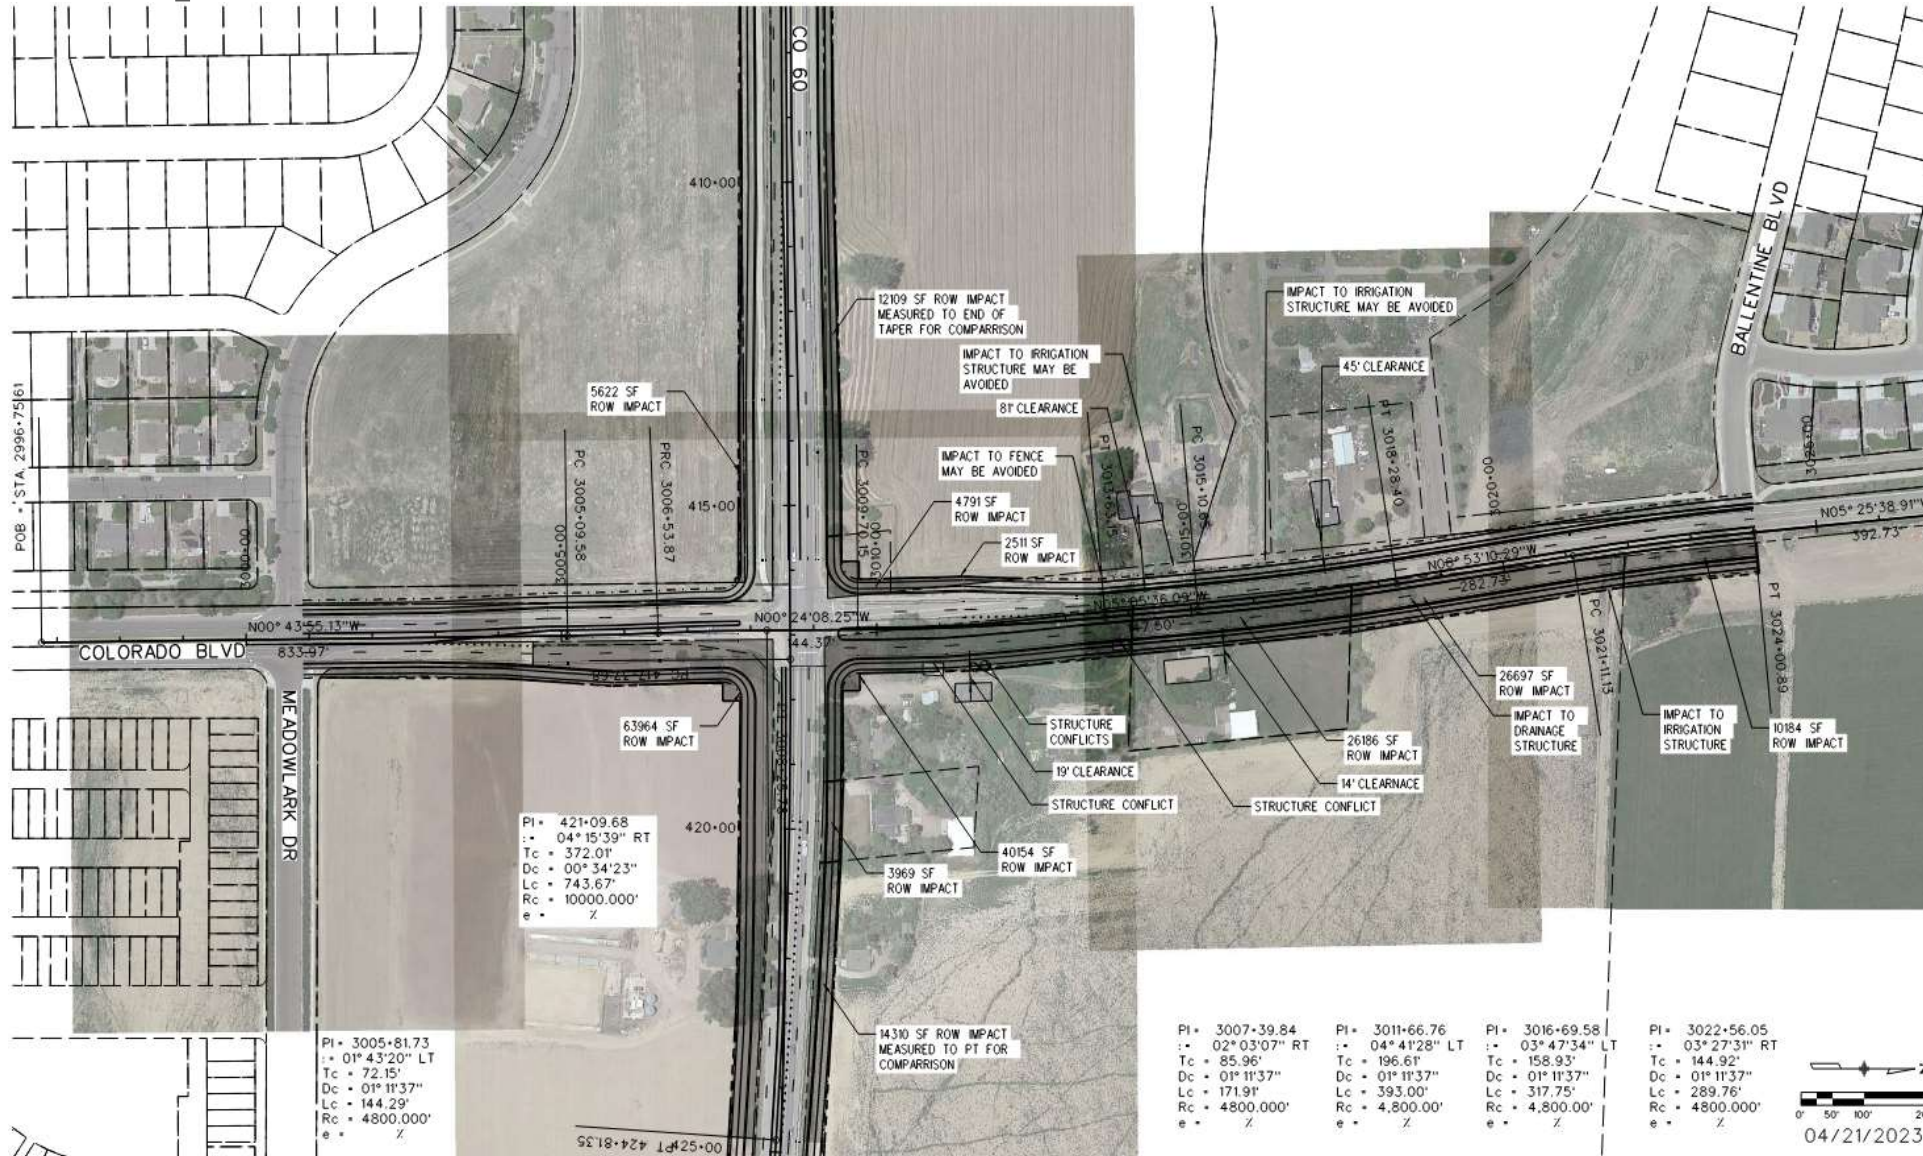 CO 60
410+00
12109 SF ROW IMPACT
MEASURED TO END OF
TAPER FOR COMPARRISON
IMPACT TO IRRIGATION
STRUCTURE MAY BE
AVOIDED
IMPACT TO IRRIGATION
STRUCTURE MAY BE AVOIDED
BALLENTINE BLVD
5622 SF
ROW IMPACT
81' CLEARANCE
45' CLEARANCE
IMPACT TO FENCE
MAY BE AVOIDED
4791 SF
ROW IMPACT
2511 SF
ROW IMPACT
415+00
POB = STA. 2996+75.161
3000+00
3005+00
PC 3005+09.58
PRC 3006+53.87
PC 3009+70.15
3010+00
3015+00
PT 3018+28.40
3020+00
3025+00
N00° 43'55.13"W
833.97'
N00° 24'08.25"W
44.37'
N05° 05'36.09"W
N08° 53'10.29"W
282.73'
N05° 25'38.91"W
392.73'
PC 3021+11.13
PT 3024+00.89
COLORADO BLVD
MEADOWLARK DR
63964 SF
ROW IMPACT
STRUCTURE
CONFLICTS
19' CLEARANCE
STRUCTURE CONFLICT
26186 SF
ROW IMPACT
14' CLEARNACE
STRUCTURE CONFLICT
26697 SF
ROW IMPACT
IMPACT TO
DRAINAGE
STRUCTURE
IMPACT TO
IRRIGATION
STRUCTURE
10184 SF
ROW IMPACT
420+00
3969 SF
ROW IMPACT
40154 SF
ROW IMPACT
PI = 421+09.68
:= 04° 15'39" RT
Tc = 372.01'
Dc = 00° 34'23"
Lc = 743.67'
Rc = 10000.000'
e = %
14310 SF ROW IMPACT
MEASURED TO PT FOR
COMPARRISON
PT 424+81.35
425+00
PI = 3005+81.73
:= 01° 43'20" LT
Tc = 72.15'
Dc = 01° 11'37"
Lc = 144.29'
Rc = 4800.000'
e = %
PI = 3007+39.84
:= 02° 03'07" RT
Tc = 85.96'
Dc = 01° 11'37"
Lc = 171.91'
Rc = 4800.000'
e = %
PI = 3011+66.76
:= 04° 41'28" LT
Tc = 196.61'
Dc = 01° 11'37"
Lc = 393.00'
Rc = 4,800.00'
e = %
PI = 3016+69.58
:= 03° 47'34" LT
Tc = 158.93'
Dc = 01° 11'37"
Lc = 317.75'
Rc = 4,800.00'
e = %
PI = 3022+56.05
:= 03° 27'31" RT
Tc = 144.92'
Dc = 01° 11'37"
Lc = 289.76'
Rc = 4800.000'
e = %
0' 50' 100'
04/21/2023